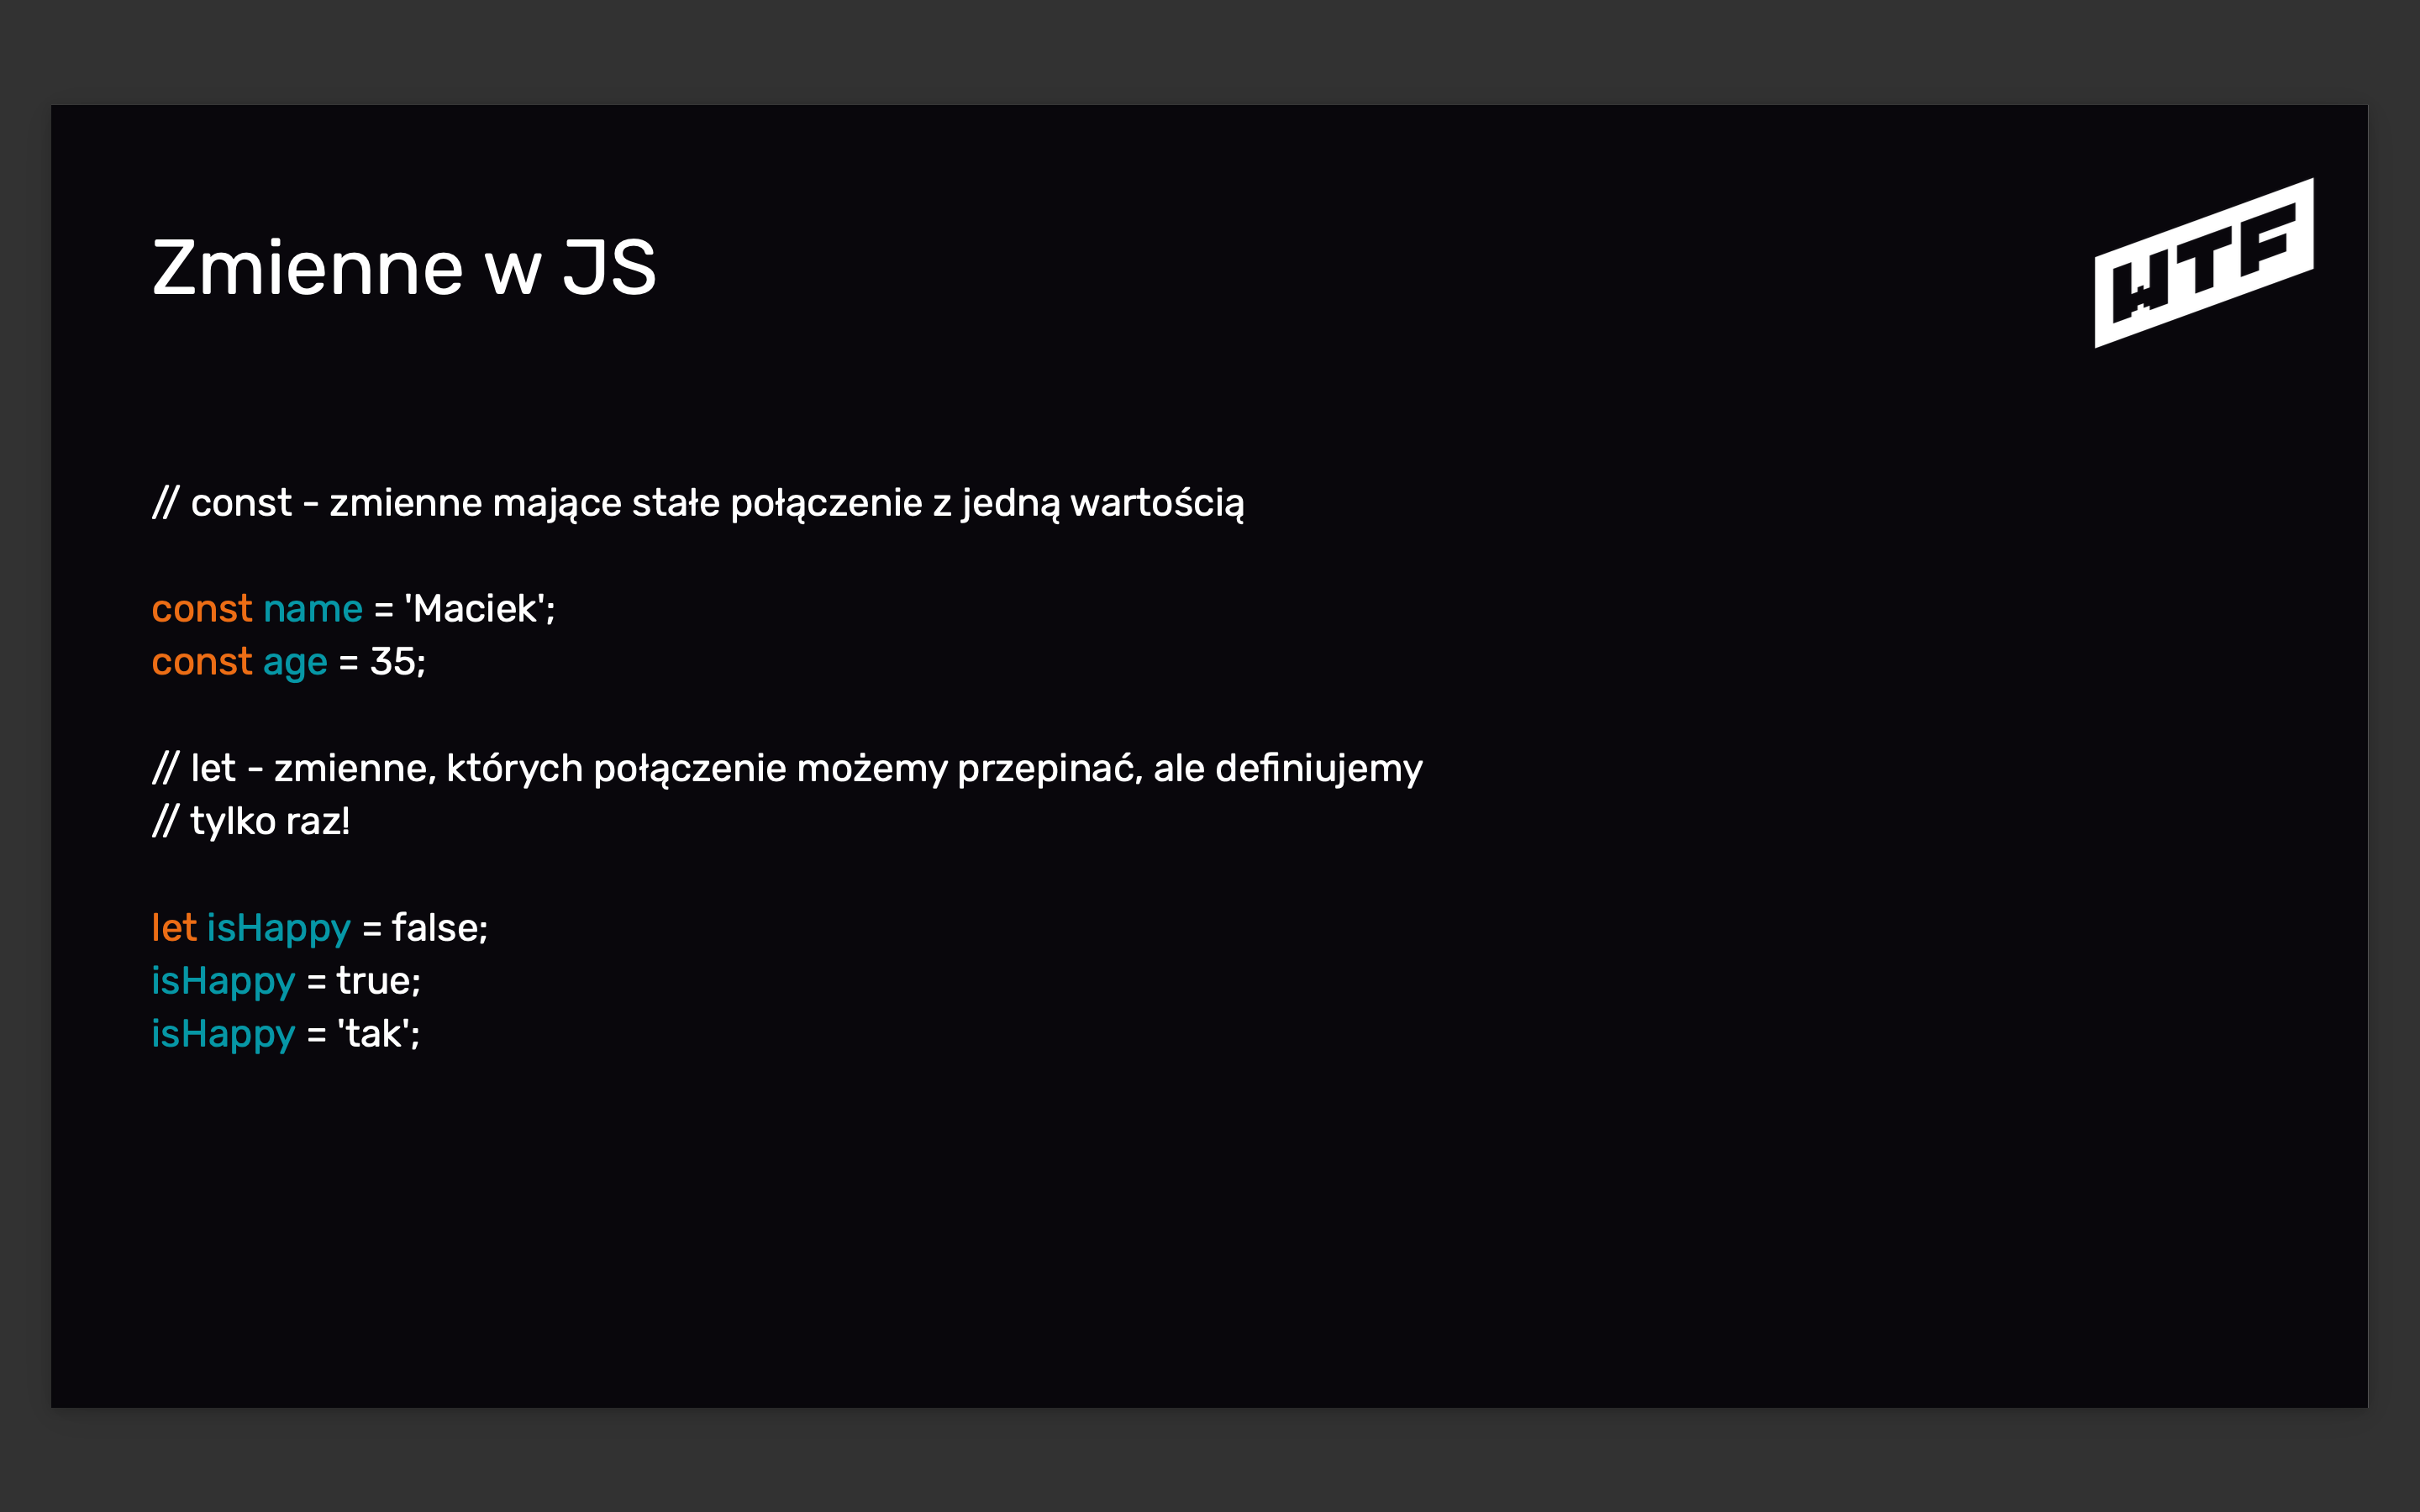 Zmienne w JS
WTF
// const - zmienne mające stałe połączenie z jedną wartością
const name = 'Maciek';
const age = 35;
// let - zmienne, których połączenie możemy przepinać, ale definiujemy
// tylko raz!
let isHappy = false;
isHappy = true;
isHappy = 'tak';